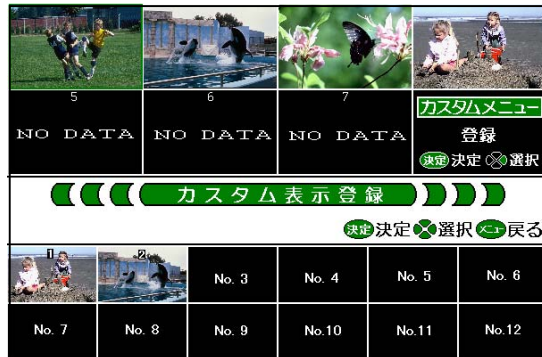 5
6
7
NO DATA
NO DATA
NO DATA
カスタムメニュー
登録
決定 決定 選択
カスタム表示登録
決定 決定 選択 メニュー 戻る
1
2
No. 3
No. 4
No. 5
No. 6
No. 7
No. 8
No. 9
No.10
No.11
No.12